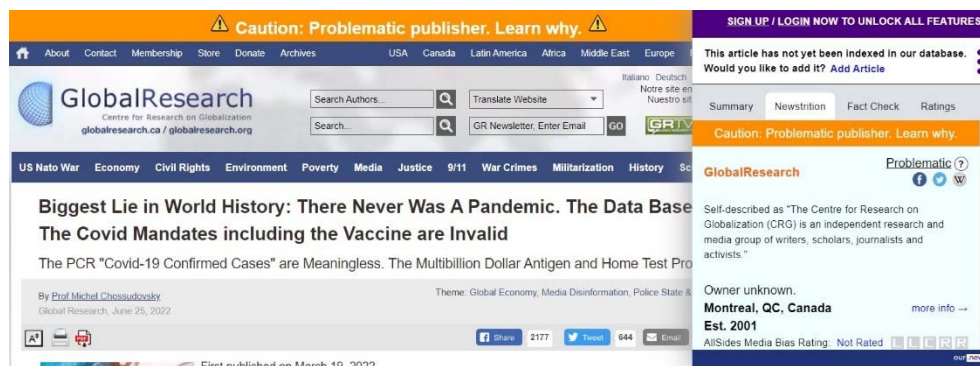 Caution: Problematic publisher. Learn why.
SIGN UP / LOGIN NOW TO UNLOCK ALL FEATURES
About Contact Membership Store Donate Archives USA Canada Latin America Africa Middle East Europe
This article has not yet been indexed in our database.
Would you like to add it? Add Article
Italiano Deutsch
Notre site en
Nuestro sit
GlobalResearch
Centre for Research on Globalization
globalresearch.ca / globalresearch.org
Search Authors...
Translate Website
Search...
GR Newsletter, Enter Email
GO
GRTV
Summary Newstrition Fact Check Ratings
Caution: Problematic publisher. Learn why.
US Nato War Economy Civil Rights Environment Poverty Media Justice 9/11 War Crimes Militarization History Sc
GlobalResearch
Problematic ?
Biggest Lie in World History: There Never Was A Pandemic. The Data Base
The Covid Mandates including the Vaccine are Invalid
The PCR "Covid-19 Confirmed Cases" are Meaningless. The Multibillion Dollar Antigen and Home Test Pro
Self-described as "The Centre for Research on
Globalization (CRG) is an independent research and
media group of writers, scholars, journalists and
activists."
By Prof Michel Chossudovsky
Global Research, June 25, 2022
Theme: Global Economy, Media Disinformation, Police State &
Owner unknown.
Montreal, QC, Canada
more info →
Est. 2001
AllSides Media Bias Rating: Not Rated L L C R R
Share 2177 Tweet 644 Email
our.new
First published on March 19, 2022